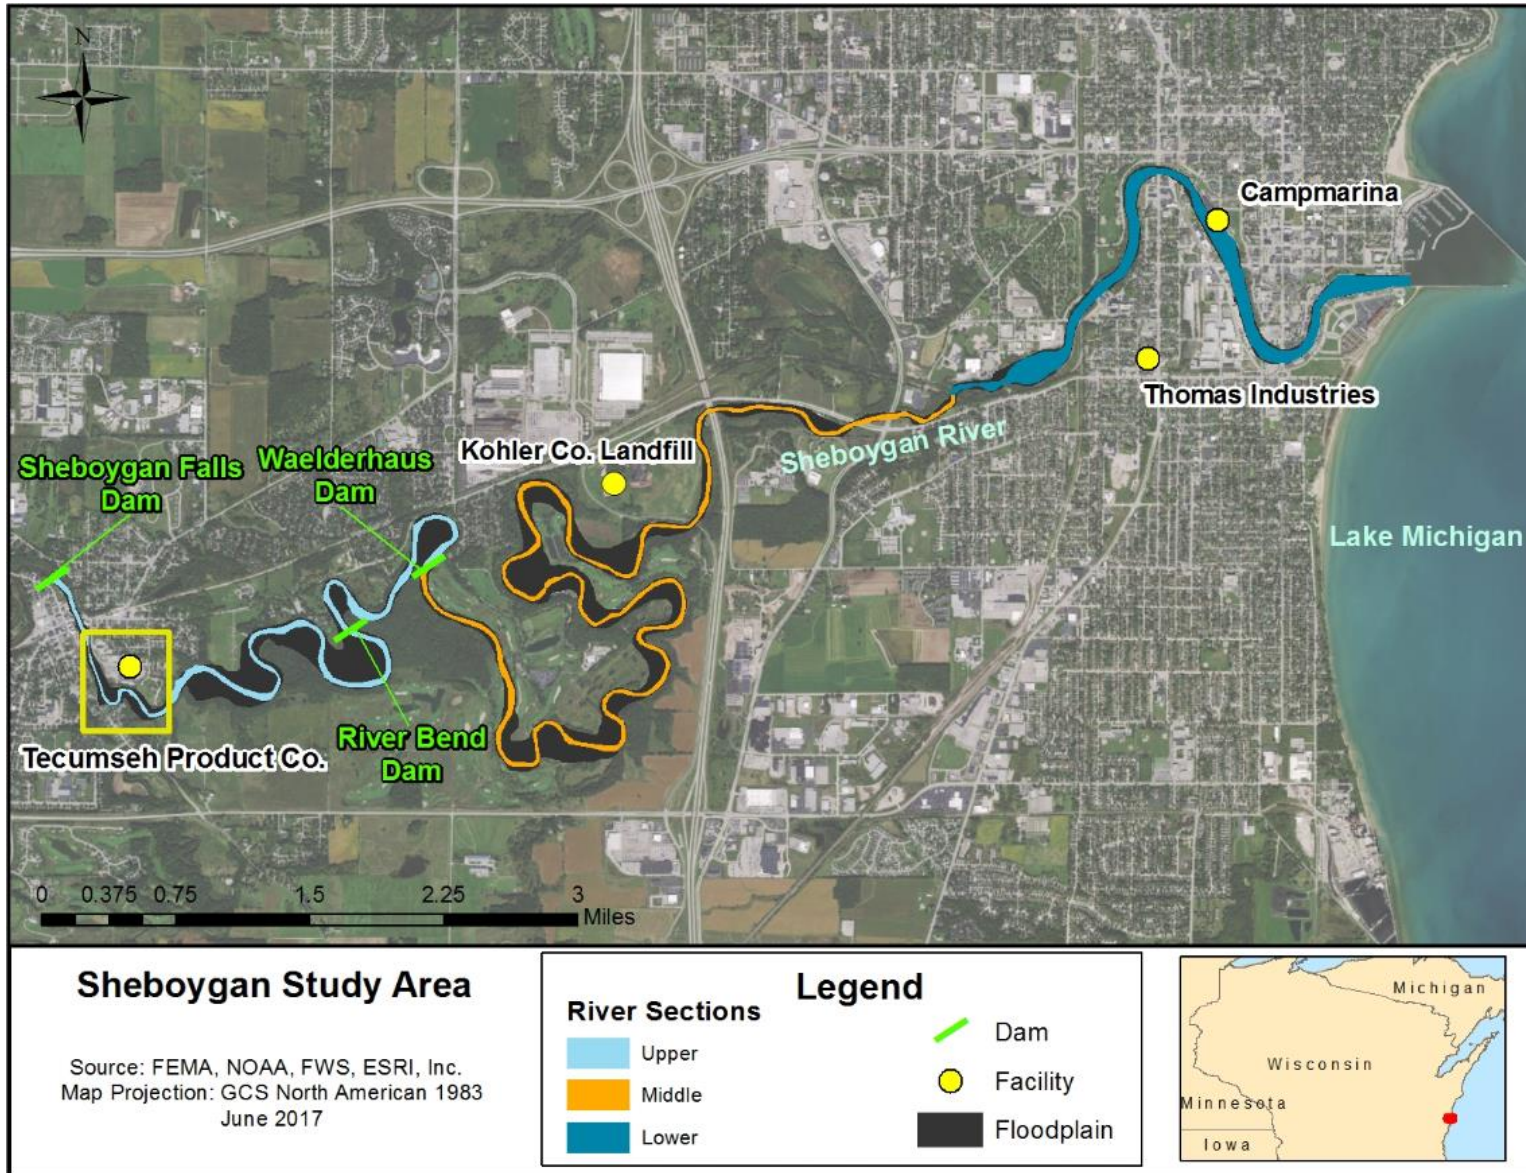 N
Campmarina
Thomas Industries
Sheboygan River
Kohler Co. Landfill
Waelderhaus
Dam
Sheboygan Falls
Dam
Lake Michigan
River Bend
Dam
Tecumseh Product Co.
0 0.375 0.75 1.5 2.25 3
Miles
Sheboygan Study Area
Source: FEMA, NOAA, FWS, ESRI, Inc.
Map Projection: GCS North American 1983
June 2017
Legend
River Sections
Upper
Middle
Lower
Dam
Facility
Floodplain
Michigan
Wisconsin
Minnesota
Iowa